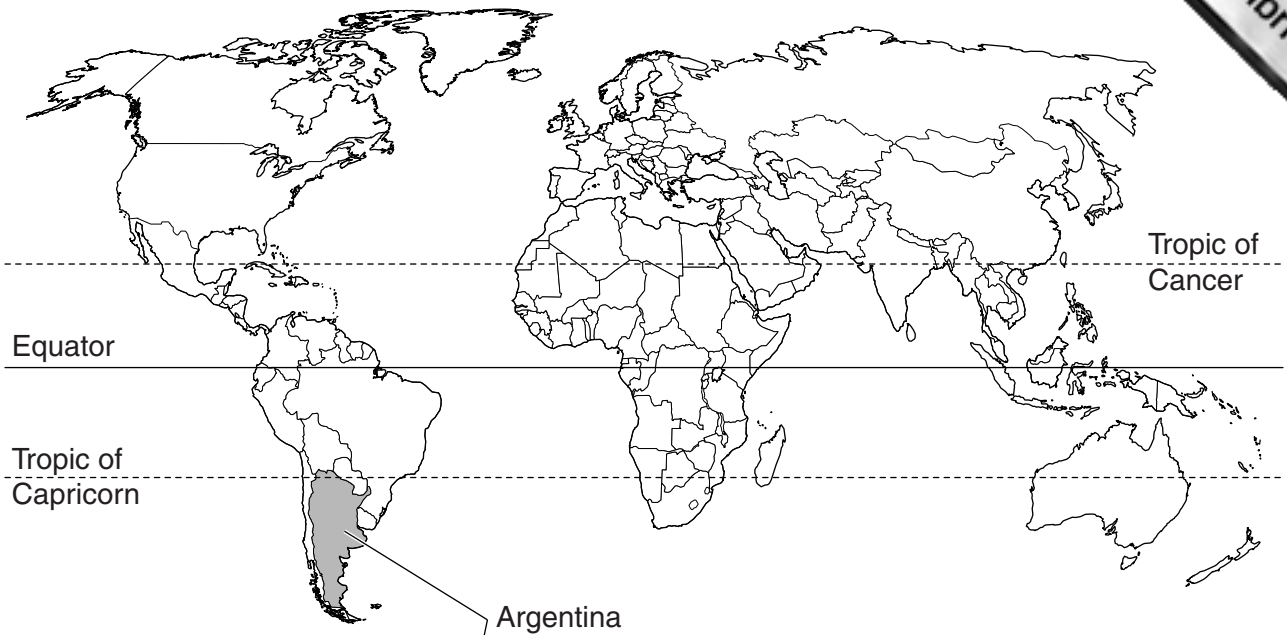 Tropic of
Cancer
Equator
Tropic of
Capricorn
Argentina